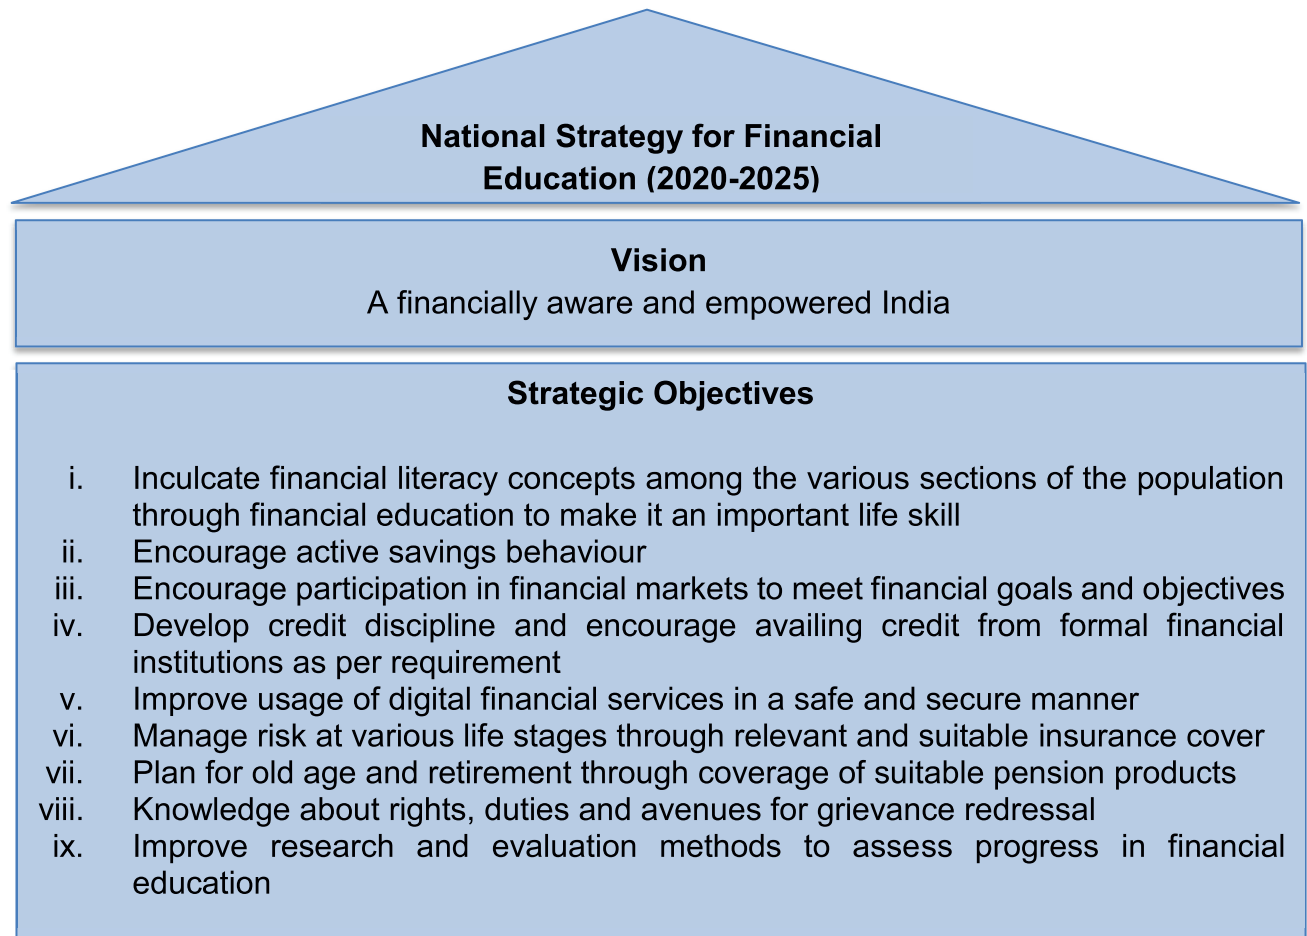 National Strategy for Financial
Education (2020-2025)
Vision
A financially aware and empowered India
Strategic Objectives
i. Inculcate financial literacy concepts among the various sections of the population
through financial education to make it an important life skill
ii. Encourage active savings behaviour
iii. Encourage participation in financial markets to meet financial goals and objectives
iv. Develop credit discipline and encourage availing credit from formal financial
institutions as per requirement
v. Improve usage of digital financial services in a safe and secure manner
vi. Manage risk at various life stages through relevant and suitable insurance cover
vii. Plan for old age and retirement through coverage of suitable pension products
viii. Knowledge about rights, duties and avenues for grievance redressal
ix. Improve research and evaluation methods to assess progress in financial
education